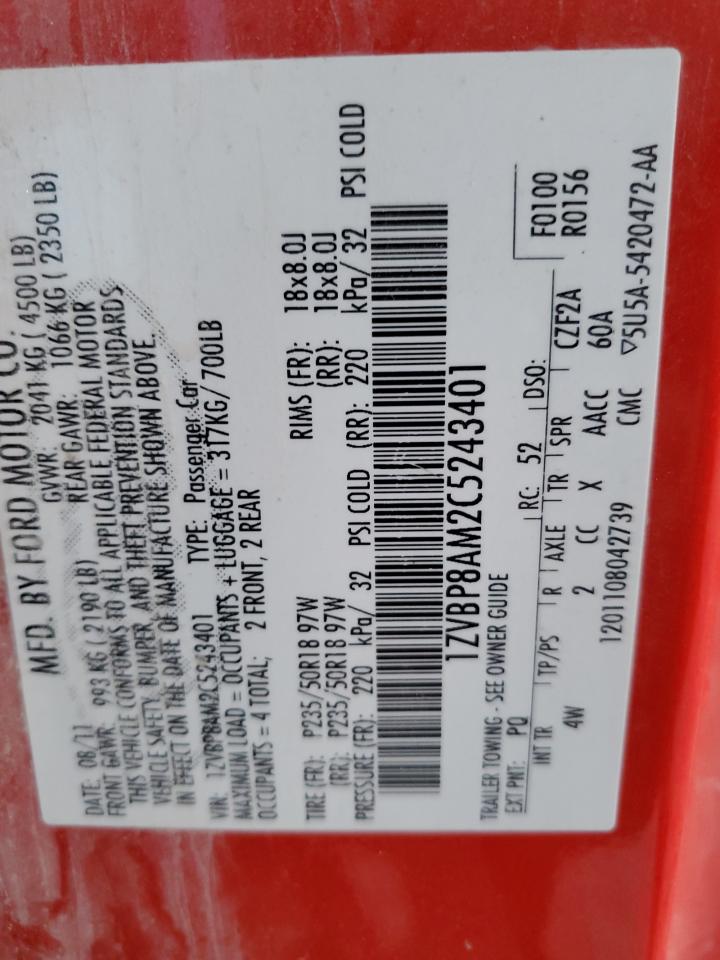 MFD. BY FORD MOTOR CO.
DATE: 08/11 GVWR: 2041 KG ( 4500 LB)
FRONT GAWR: 993 KG ( 2190 LB) REAR GAWR: 1066 KG ( 2350 LB)
THIS VEHICLE CONFORMS TO ALL APPLICABLE FEDERAL MOTOR
VEHICLE SAFETY, BUMPER, AND THEFT PREVENTION STANDARDS
IN EFFECT ON THE DATE OF MANUFACTURE SHOWN ABOVE.
VIN: 1ZVBP8AM2C5243401 TYPE: Passenger Car
MAXIMUM LOAD = OCCUPANTS + LUGGAGE = 317KG/ 700LB
OCCUPANTS = 4 TOTAL; 2 FRONT, 2 REAR
TIRE (FR): P235/50R18 97W RIMS (FR): 18x8.0J
(RR): P235/50R18 97W (RR): 18x8.0J
PRESSURE (FR): 220 kPa/ 32 PSI COLD (RR): 220 kPa/ 32 PSI COLD
1ZVBP8AM2C5243401
TRAILER TOWING - SEE OWNER GUIDE
EXT PNT: PQ RC: 52 DSO: F0100
R0156
INT TR TP/PS R AXLE TR SPR CZF2A
4W 2 CC X AACC 60A
1201108042739 CMC ▽5U5A-5420472-AA